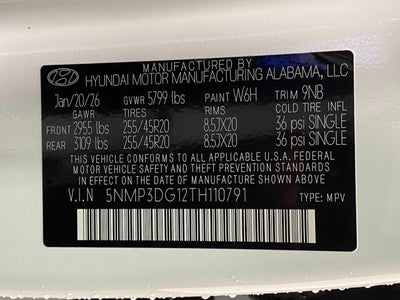 MANUFACTURED BY
HYUNDAI MOTOR MANUFACTURING ALABAMA, LLC
Jan/20/26 GVWR 5799 lbs PAINT W6H TRIM 9NB
GAWR TIRES RIMS COLD TIRE INFL
FRONT 2955 lbs 255/45R20 8.5JX20 36 psi SINGLE
REAR 3109 lbs 255/45R20 8.5JX20 36 psi SINGLE
THIS VEHICLE CONFORMS TO ALL APPLICABLE U.S.A. FEDERAL
MOTOR VEHICLE SAFETY, BUMPER, AND THEFT PREVENTION STANDARDS
IN EFFECT ON THE DATE OF MANUFACTURE SHOWN ABOVE.
V.I.N 5NMP3DG12TH110791
TYPE: MPV